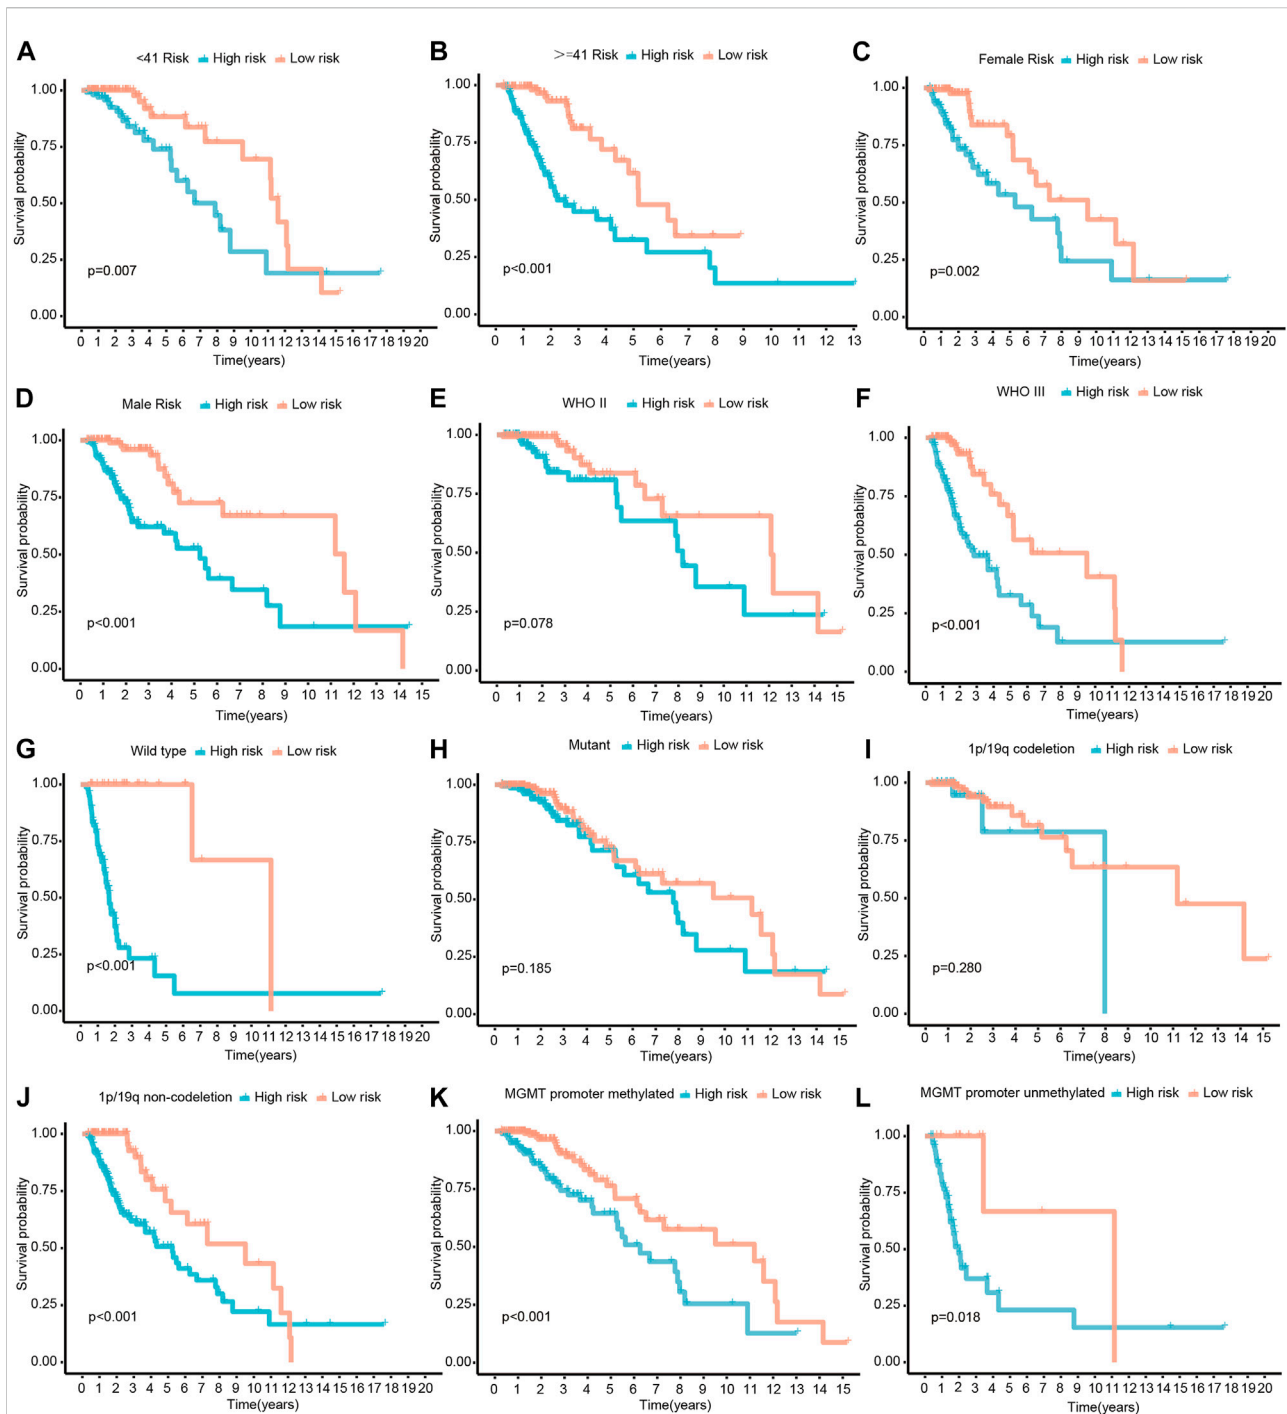 A <41 Risk High risk Low risk
Survival probability
1.00
0.75
0.50
0.25
0.00
p=0.007
0 1 2 3 4 5 6 7 8 9 10 11 12 13 14 15 16 17 18 19 20
Time(years)
B >=41 Risk High risk Low risk
Survival probability
1.00
0.75
0.50
0.25
0.00
p<0.001
0 1 2 3 4 5 6 7 8 9 10 11 12 13
Time(years)
C Female Risk High risk Low risk
Survival probability
1.00
0.75
0.50
0.25
0.00
p=0.002
0 1 2 3 4 5 6 7 8 9 10 11 12 13 14 15 16 17 18 19 20
Time(years)
D Male Risk High risk Low risk
Survival probability
1.00
0.75
0.50
0.25
0.00
p<0.001
0 1 2 3 4 5 6 7 8 9 10 11 12 13 14 15
Time(years)
E WHO II High risk Low risk
Survival probability
1.00
0.75
0.50
0.25
0.00
p=0.078
0 1 2 3 4 5 6 7 8 9 10 11 12 13 14 15
Time(years)
F WHO III High risk Low risk
Survival probability
1.00
0.75
0.50
0.25
0.00
p<0.001
0 1 2 3 4 5 6 7 8 9 10 11 12 13 14 15 16 17 18 19 20
Time(years)
G Wild type High risk Low risk
Survival probability
1.00
0.75
0.50
0.25
0.00
p<0.001
0 1 2 3 4 5 6 7 8 9 10 11 12 13 14 15 16 17 18 19 20
Time(years)
H Mutant High risk Low risk
Survival probability
1.00
0.75
0.50
0.25
0.00
p=0.185
0 1 2 3 4 5 6 7 8 9 10 11 12 13 14 15
Time(years)
I 1p/19q codeletion High risk Low risk
Survival probability
1.00
0.75
0.50
0.25
0.00
p=0.280
0 1 2 3 4 5 6 7 8 9 10 11 12 13 14 15
Time(years)
J 1p/19q non-codeletion High risk Low risk
Survival probability
1.00
0.75
0.50
0.25
0.00
p<0.001
0 1 2 3 4 5 6 7 8 9 10 11 12 13 14 15 16 17 18 19 20
Time(years)
K MGMT promoter methylated High risk Low risk
Survival probability
1.00
0.75
0.50
0.25
0.00
p<0.001
0 1 2 3 4 5 6 7 8 9 10 11 12 13 14 15
Time(years)
L MGMT promoter unmethylated High risk Low risk
Survival probability
1.00
0.75
0.50
0.25
0.00
p=0.018
0 1 2 3 4 5 6 7 8 9 10 11 12 13 14 15 16 17 18 19 20
Time(years)